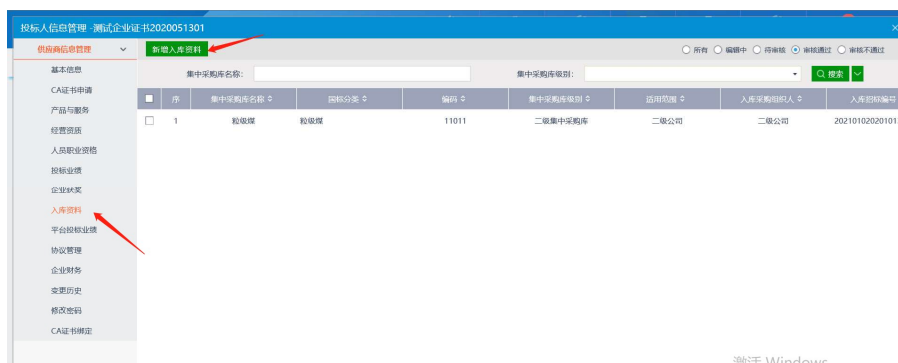 投标人信息管理 -测试企业证书2020051301
供应商信息管理
新增入库资料
所有 编辑中 待审核 审核通过 审核不通过
基本信息
集中采购库名称: 集中采购库级别: 搜索
CA证书申请
序 集中采购库名称 国标分类 编码 集中采购库级别 适用范围 入库采购组织人 入库招标编号
产品与服务
1 粒级煤 粒级煤 11011 二级集中采购库 二级公司 二级公司 20210102020101
经营资质
人员职业资格
投标业绩
企业获奖
入库资料
平台投标业绩
协议管理
企业财务
变更历史
修改密码
CA证书绑定
激活 Windows